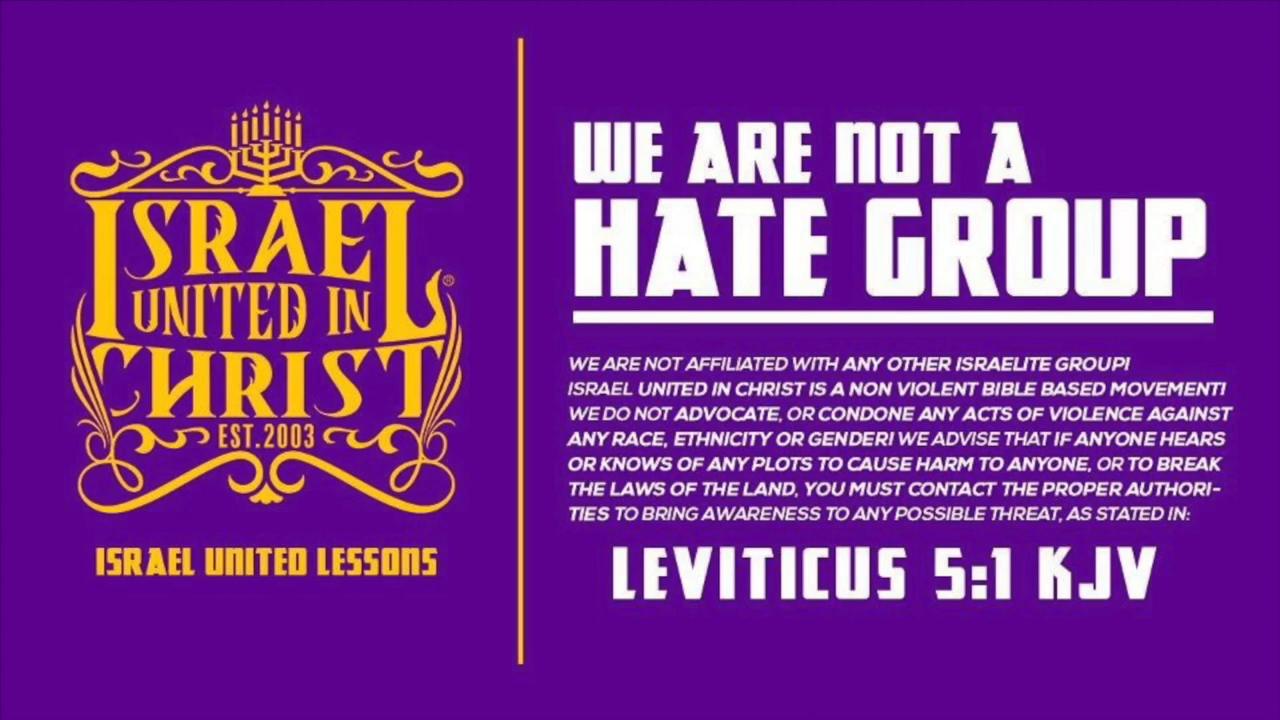 ISRAEL
UNITED IN
CHRIST
EST. 2003
ISRAEL UNITED LESSONS
WE ARE NOT A
HATE GROUP
WE ARE NOT AFFILIATED WITH ANY OTHER ISRAELITE GROUP!
ISRAEL UNITED IN CHRIST IS A NON VIOLENT BIBLE BASED MOVEMENT!
WE DO NOT ADVOCATE, OR CONDONE ANY ACTS OF VIOLENCE AGAINST
ANY RACE, ETHNICITY OR GENDER! WE ADVISE THAT IF ANYONE HEARS
OR KNOWS OF ANY PLOTS TO CAUSE HARM TO ANYONE, OR TO BREAK
THE LAWS OF THE LAND, YOU MUST CONTACT THE PROPER AUTHORI-
TIES TO BRING AWARENESS TO ANY POSSIBLE THREAT, AS STATED IN:
LEVITICUS 5:1 KJV